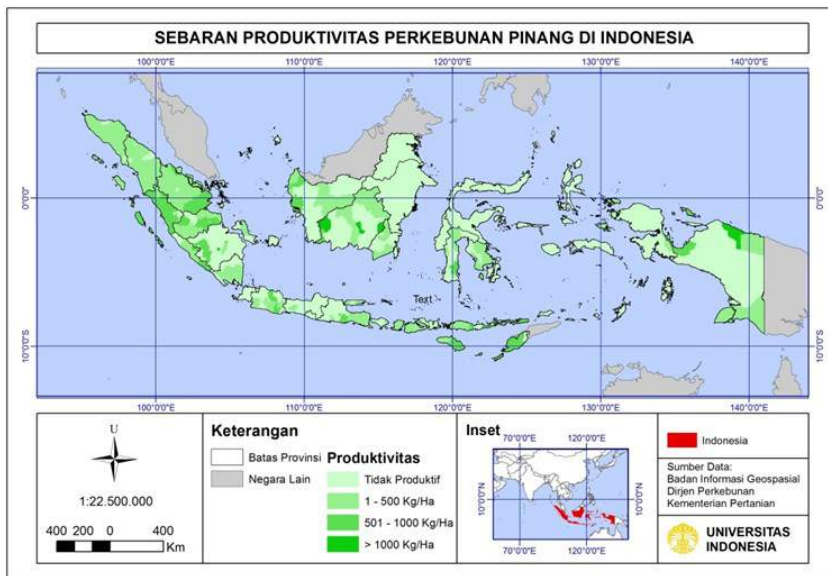 SEBARAN PRODUKTIVITAS PERKEBUNAN PINANG DI INDONESIA
100°0'0"E 110°0'0"E 120°0'0"E 130°0'0"E 140°0'0"E
0°0'0" 0°0'0"
Text
10°0'0"S 10°0'0"S
100°0'0"E 110°0'0"E 120°0'0"E 130°0'0"E 140°0'0"E
U
1:22.500.000
400 200 0 400
Km
Keterangan
Batas Provinsi
Negara Lain
Produktivitas
Tidak Produktif
1 - 500 Kg/Ha
501 - 1000 Kg/Ha
> 1000 Kg/Ha
Inset
70°0'0"E 120°0'0"E
10°0'0"N 10°0'0"N
70°0'0"E 120°0'0"E
Indonesia
Sumber Data:
Badan Informasi Geospasial
Dirjen Perkebunan
Kementerian Pertanian
UNIVERSITAS
INDONESIA